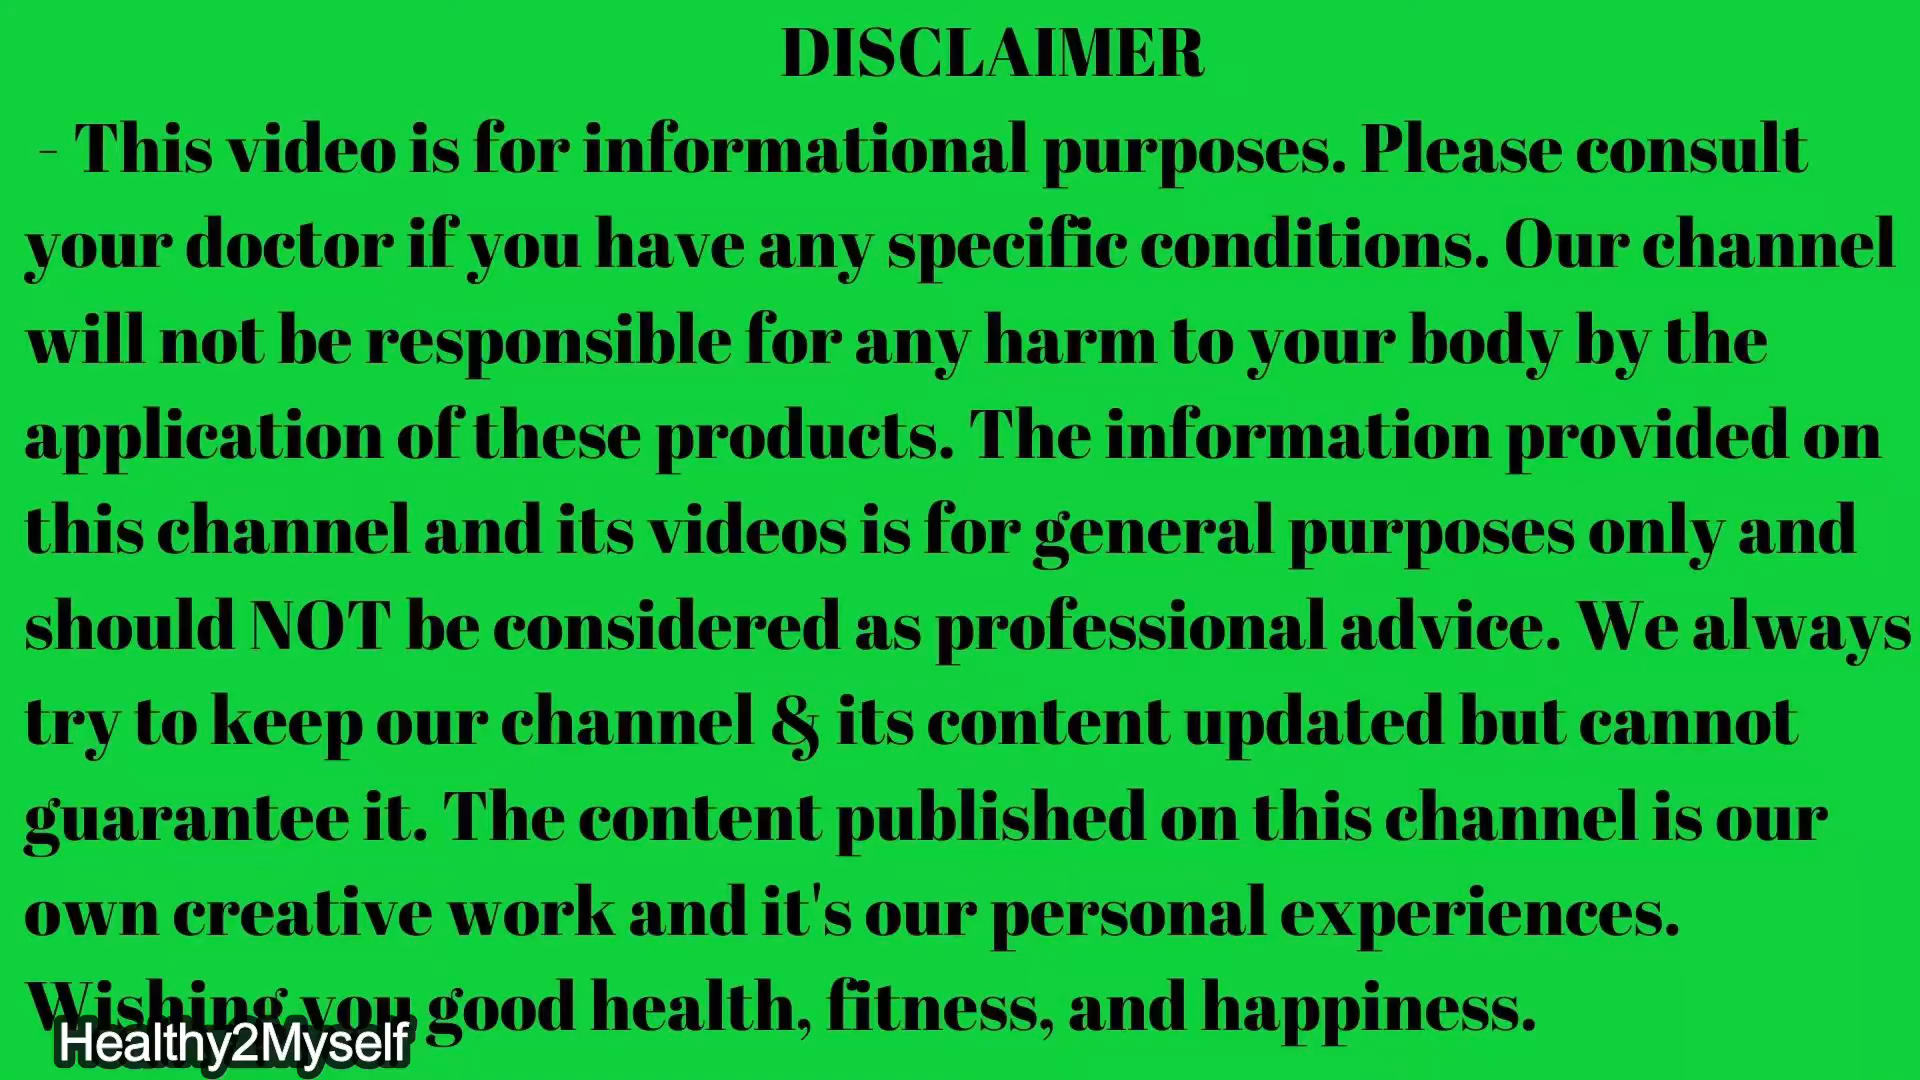 DISCLAIMER
- This video is for informational purposes. Please consult
your doctor if you have any specific conditions. Our channel
will not be responsible for any harm to your body by the
application of these products. The information provided on
this channel and its videos is for general purposes only and
should NOT be considered as professional advice. We always
try to keep our channel & its content updated but cannot
guarantee it. The content published on this channel is our
own creative work and it's our personal experiences.
Wishing you good health, fitness, and happiness.
Healthy2Myself